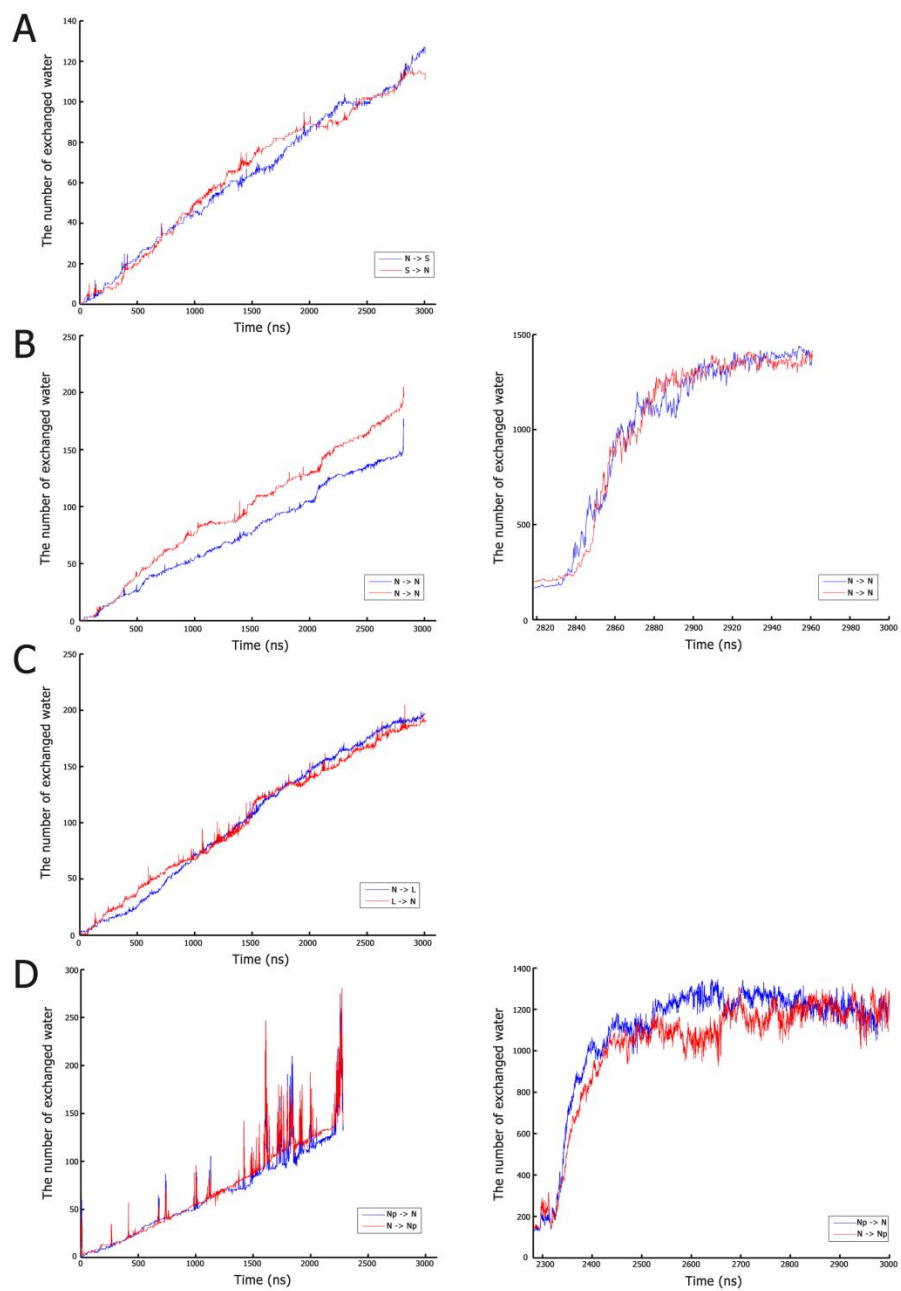 A
The number of exchanged water
140
120
100
80
60
40
20
0
0 500 1000 1500 2000 2500 3000
Time (ns)
N -> S
S -> N
B
The number of exchanged water
250
200
150
100
50
0
0 500 1000 1500 2000 2500 3000
Time (ns)
N -> N
N -> N
The number of exchanged water
1500
1000
500
0
2820 2840 2860 2880 2900 2920 2940 2960 2980 3000
Time (ns)
N -> N
N -> N
C
The number of exchanged water
250
200
150
100
50
0
0 500 1000 1500 2000 2500 3000
Time (ns)
N -> L
L -> N
D
The number of exchanged water
300
250
200
150
100
50
0
0 500 1000 1500 2000 2500 3000
Time (ns)
Np -> N
N -> Np
The number of exchanged water
1400
1200
1000
800
600
400
200
0
2300 2400 2500 2600 2700 2800 2900 3000
Time (ns)
Np -> N
N -> Np